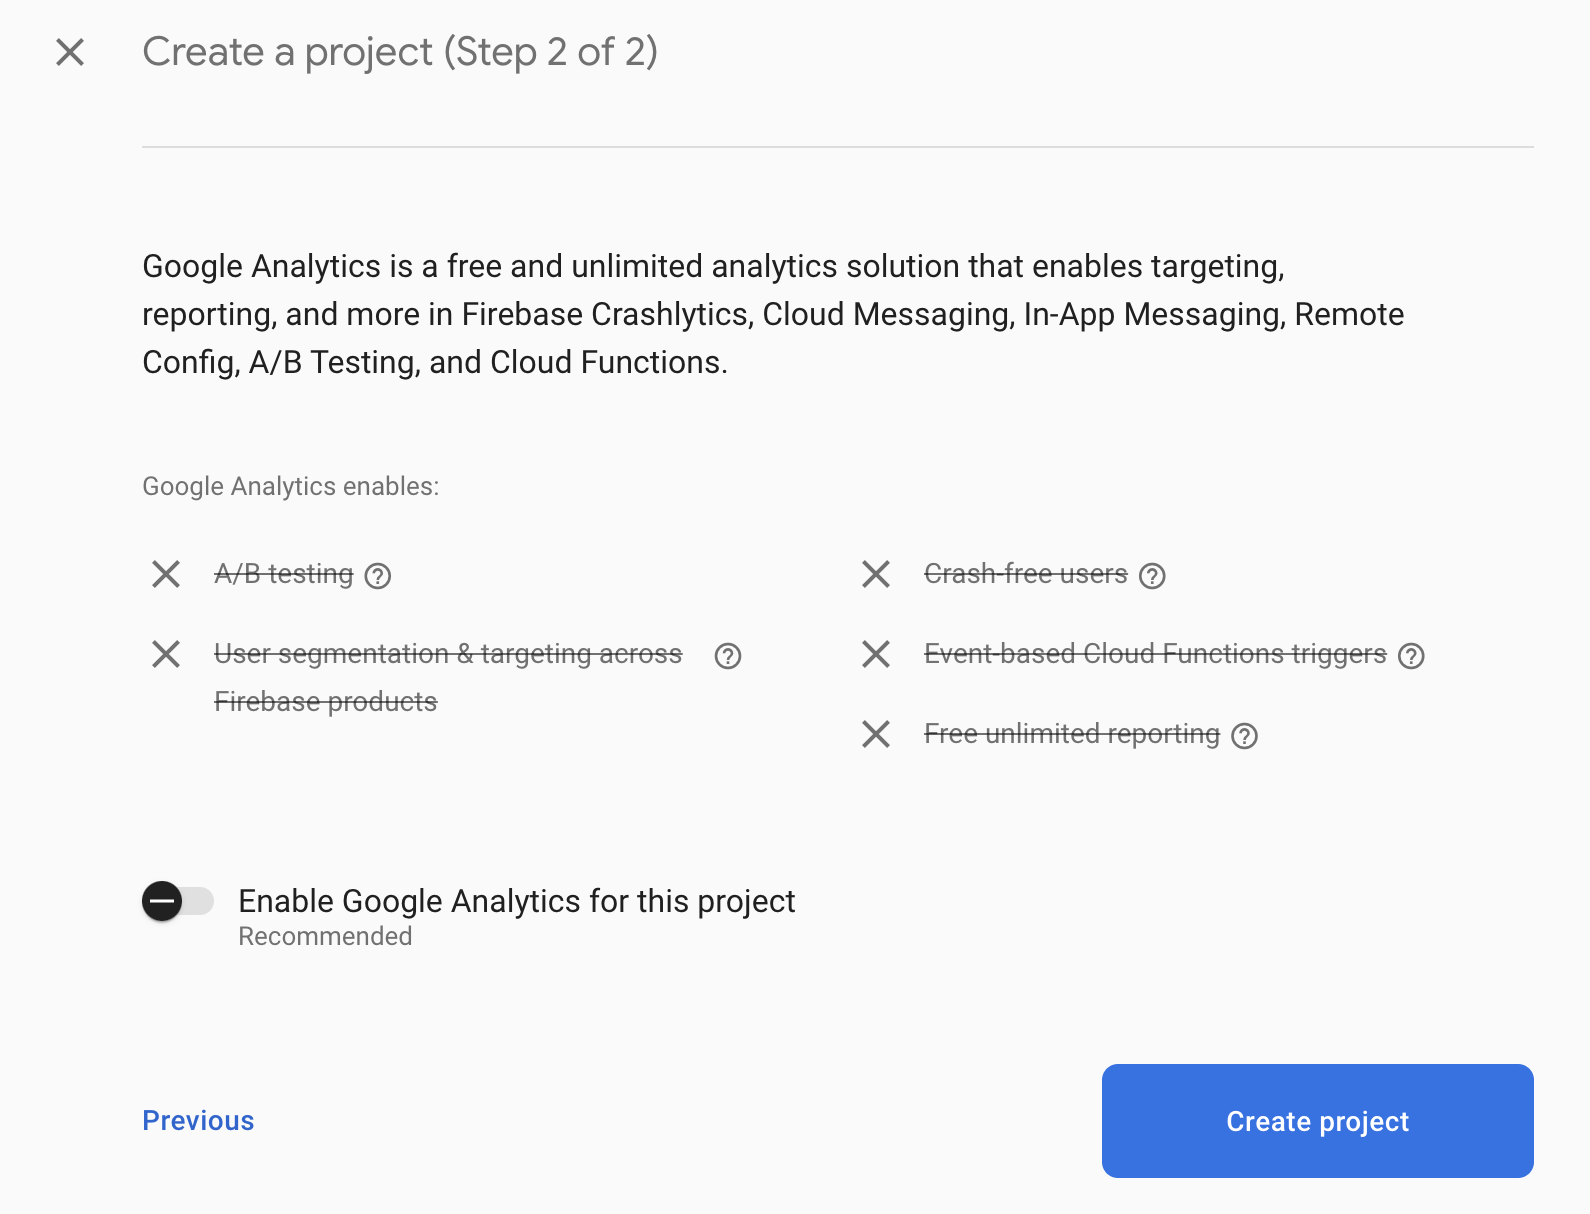 Create a project (Step 2 of 2)
Google Analytics is a free and unlimited analytics solution that enables targeting,
reporting, and more in Firebase Crashlytics, Cloud Messaging, In-App Messaging, Remote
Config, A/B Testing, and Cloud Functions.
Google Analytics enables:
A/B testing
User segmentation & targeting across
Firebase products
Crash-free users
Event-based Cloud Functions triggers
Free unlimited reporting
Enable Google Analytics for this project
Recommended
Previous
Create project